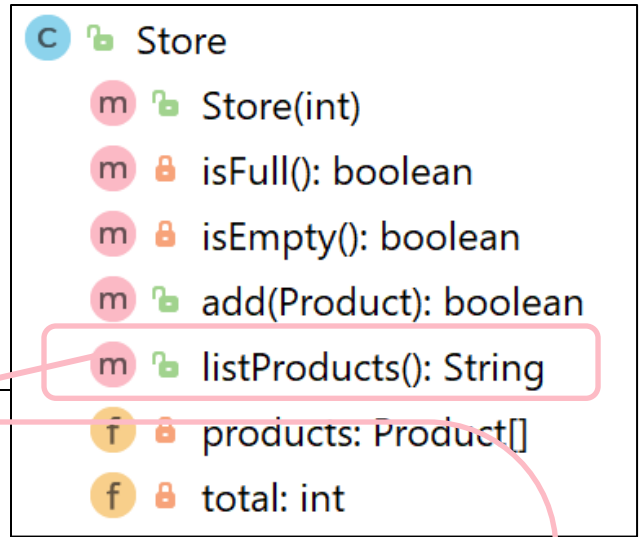 C Store
m Store(int)
m isFull(): boolean
m isEmpty(): boolean
m add(Product): boolean
m listProducts(): String
f products: Product[]
f total: int